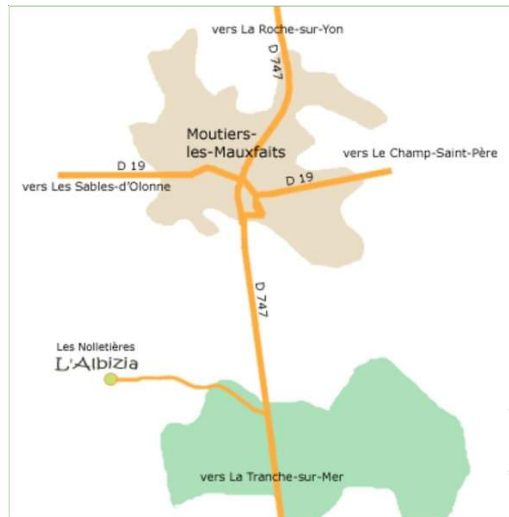 vers La Roche-sur-Yon
D 747
Moutiers-
les-Mauxfaits
vers Le Champ-Saint-Père
D 19
D 19
vers Les Sables-d'Olonne
D 747
Les Nolletières
L'Albizia
vers La Tranche-sur-Mer